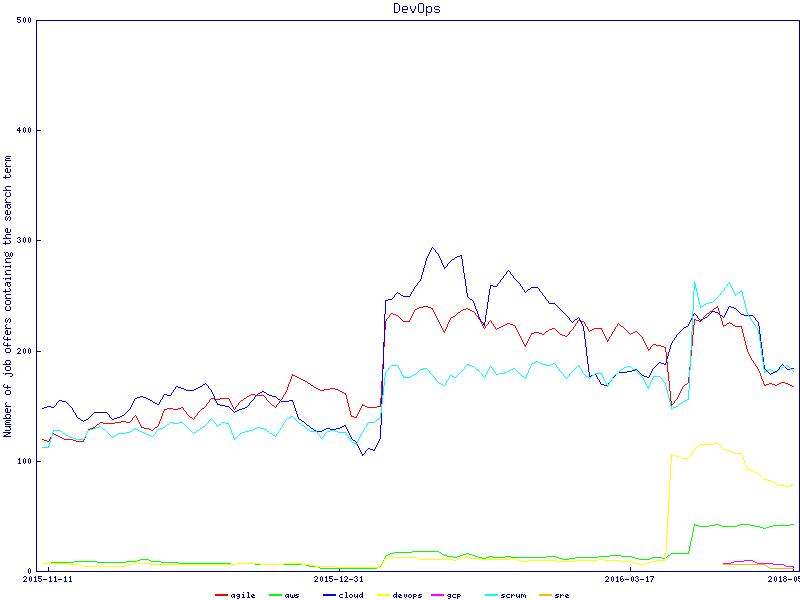 DevOps
500
400
300
200
100
0
Number of job offers containing the search term
2015-11-11 2015-12-31 2016-03-17 2018-05
agile aws cloud devops gcp scrum sre